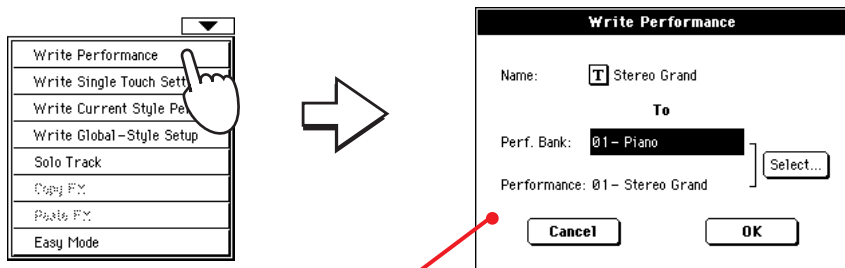 Write Performance
Write Single Touch Sett
Write Current Style Pe
Write Global-Style Setup
Solo Track
Copy FX
Paste FX
Easy Mode
Write Performance
Name: T Stereo Grand
To
Perf. Bank: 01- Piano
Select...
Performance: 01- Stereo Grand
Cancel OK